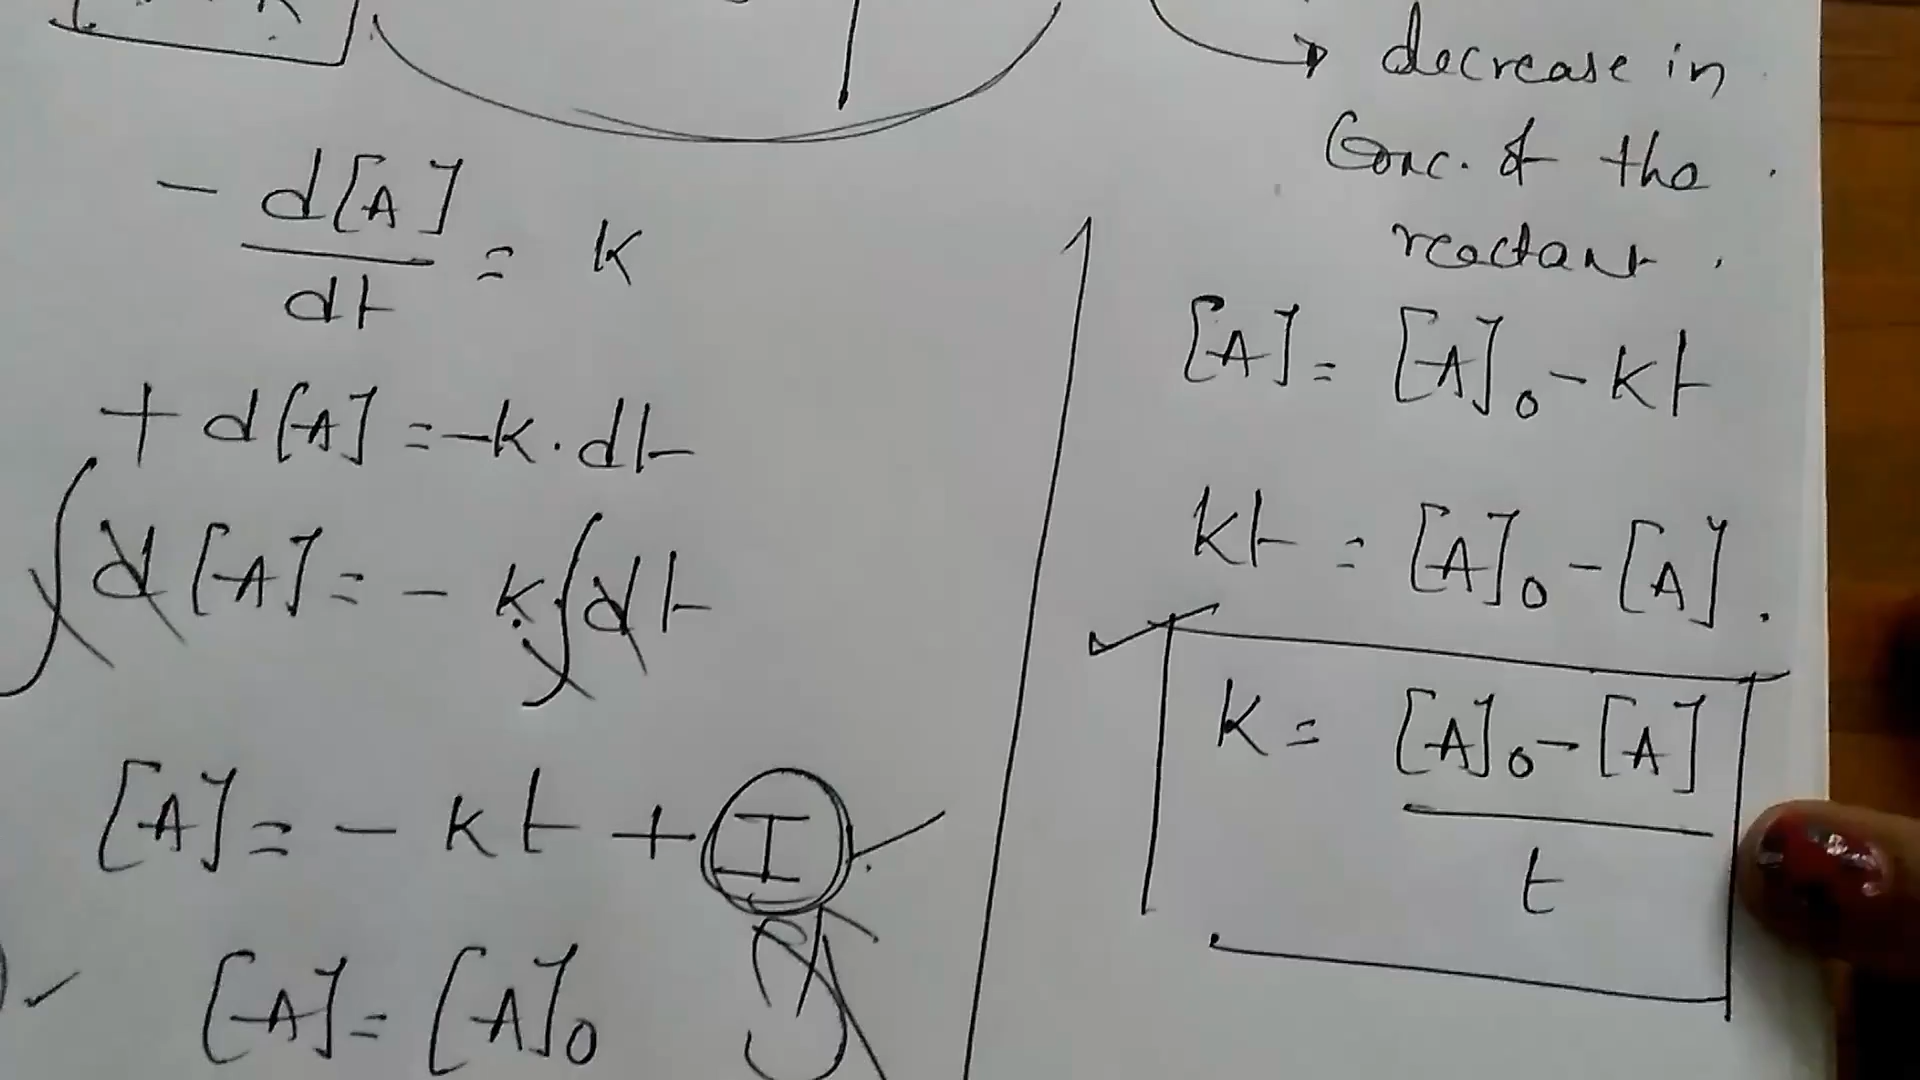 - d[A]/dt = K
+ d[A] = -K . dt
∫d[A] = - K.∫dt
[A] = - Kt + I
[A] = [A]₀
→ decrease in
Conc. of the
reactant.
[A] = [A]₀ - Kt
Kt = [A]₀ - [A].
K = [A]₀ - [A] / t